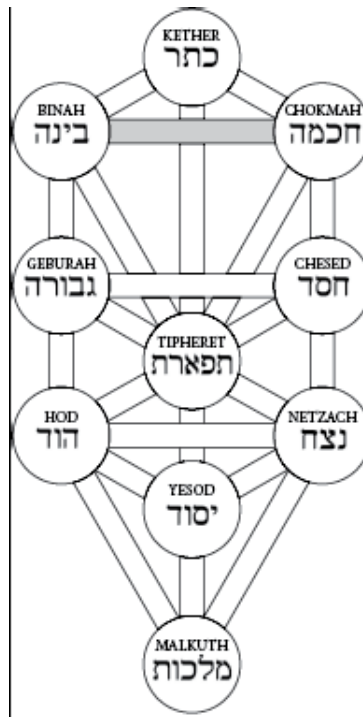 KETHER
כתר
BINAH
בינה
CHOKMAH
חכמה
GEBURAH
גבורה
CHESED
חסד
TIPHERET
תפארת
HOD
הוד
NETZACH
נצח
YESOD
יסוד
MALKUTH
מלכות